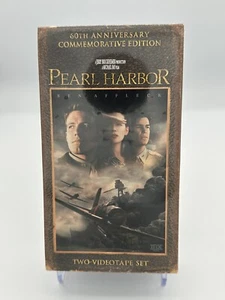 60TH ANNIVERSARY
COMMEMORATIVE EDITION
PEARL HARBOR
BEN AFFLECK
TWO-VIDEOTAPE SET